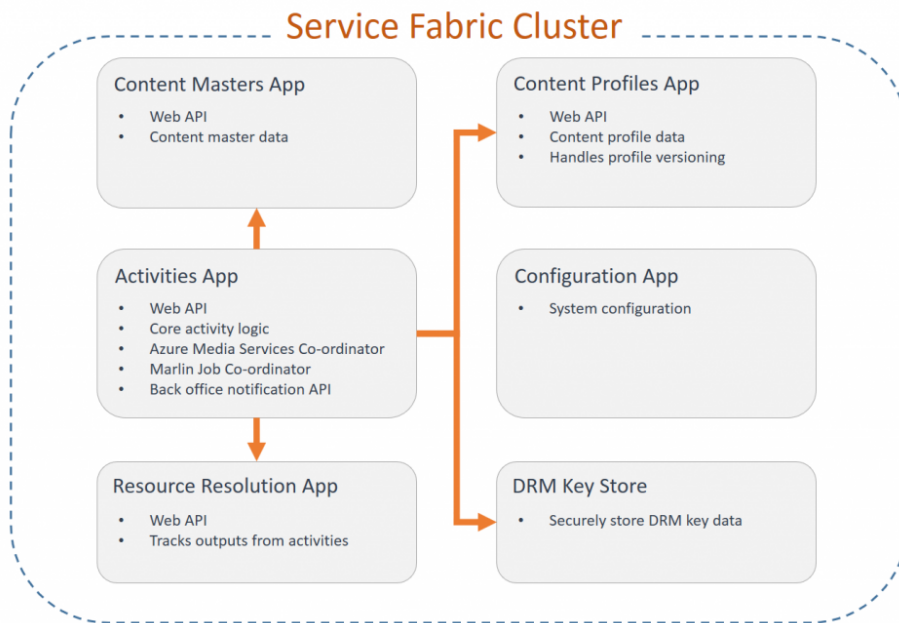 Service Fabric Cluster
Content Masters App
• Web API
• Content master data
Content Profiles App
• Web API
• Content profile data
• Handles profile versioning
Activities App
• Web API
• Core activity logic
• Azure Media Services Co-ordinator
• Marlin Job Co-ordinator
• Back office notification API
Configuration App
• System configuration
Resource Resolution App
• Web API
• Tracks outputs from activities
DRM Key Store
• Securely store DRM key data